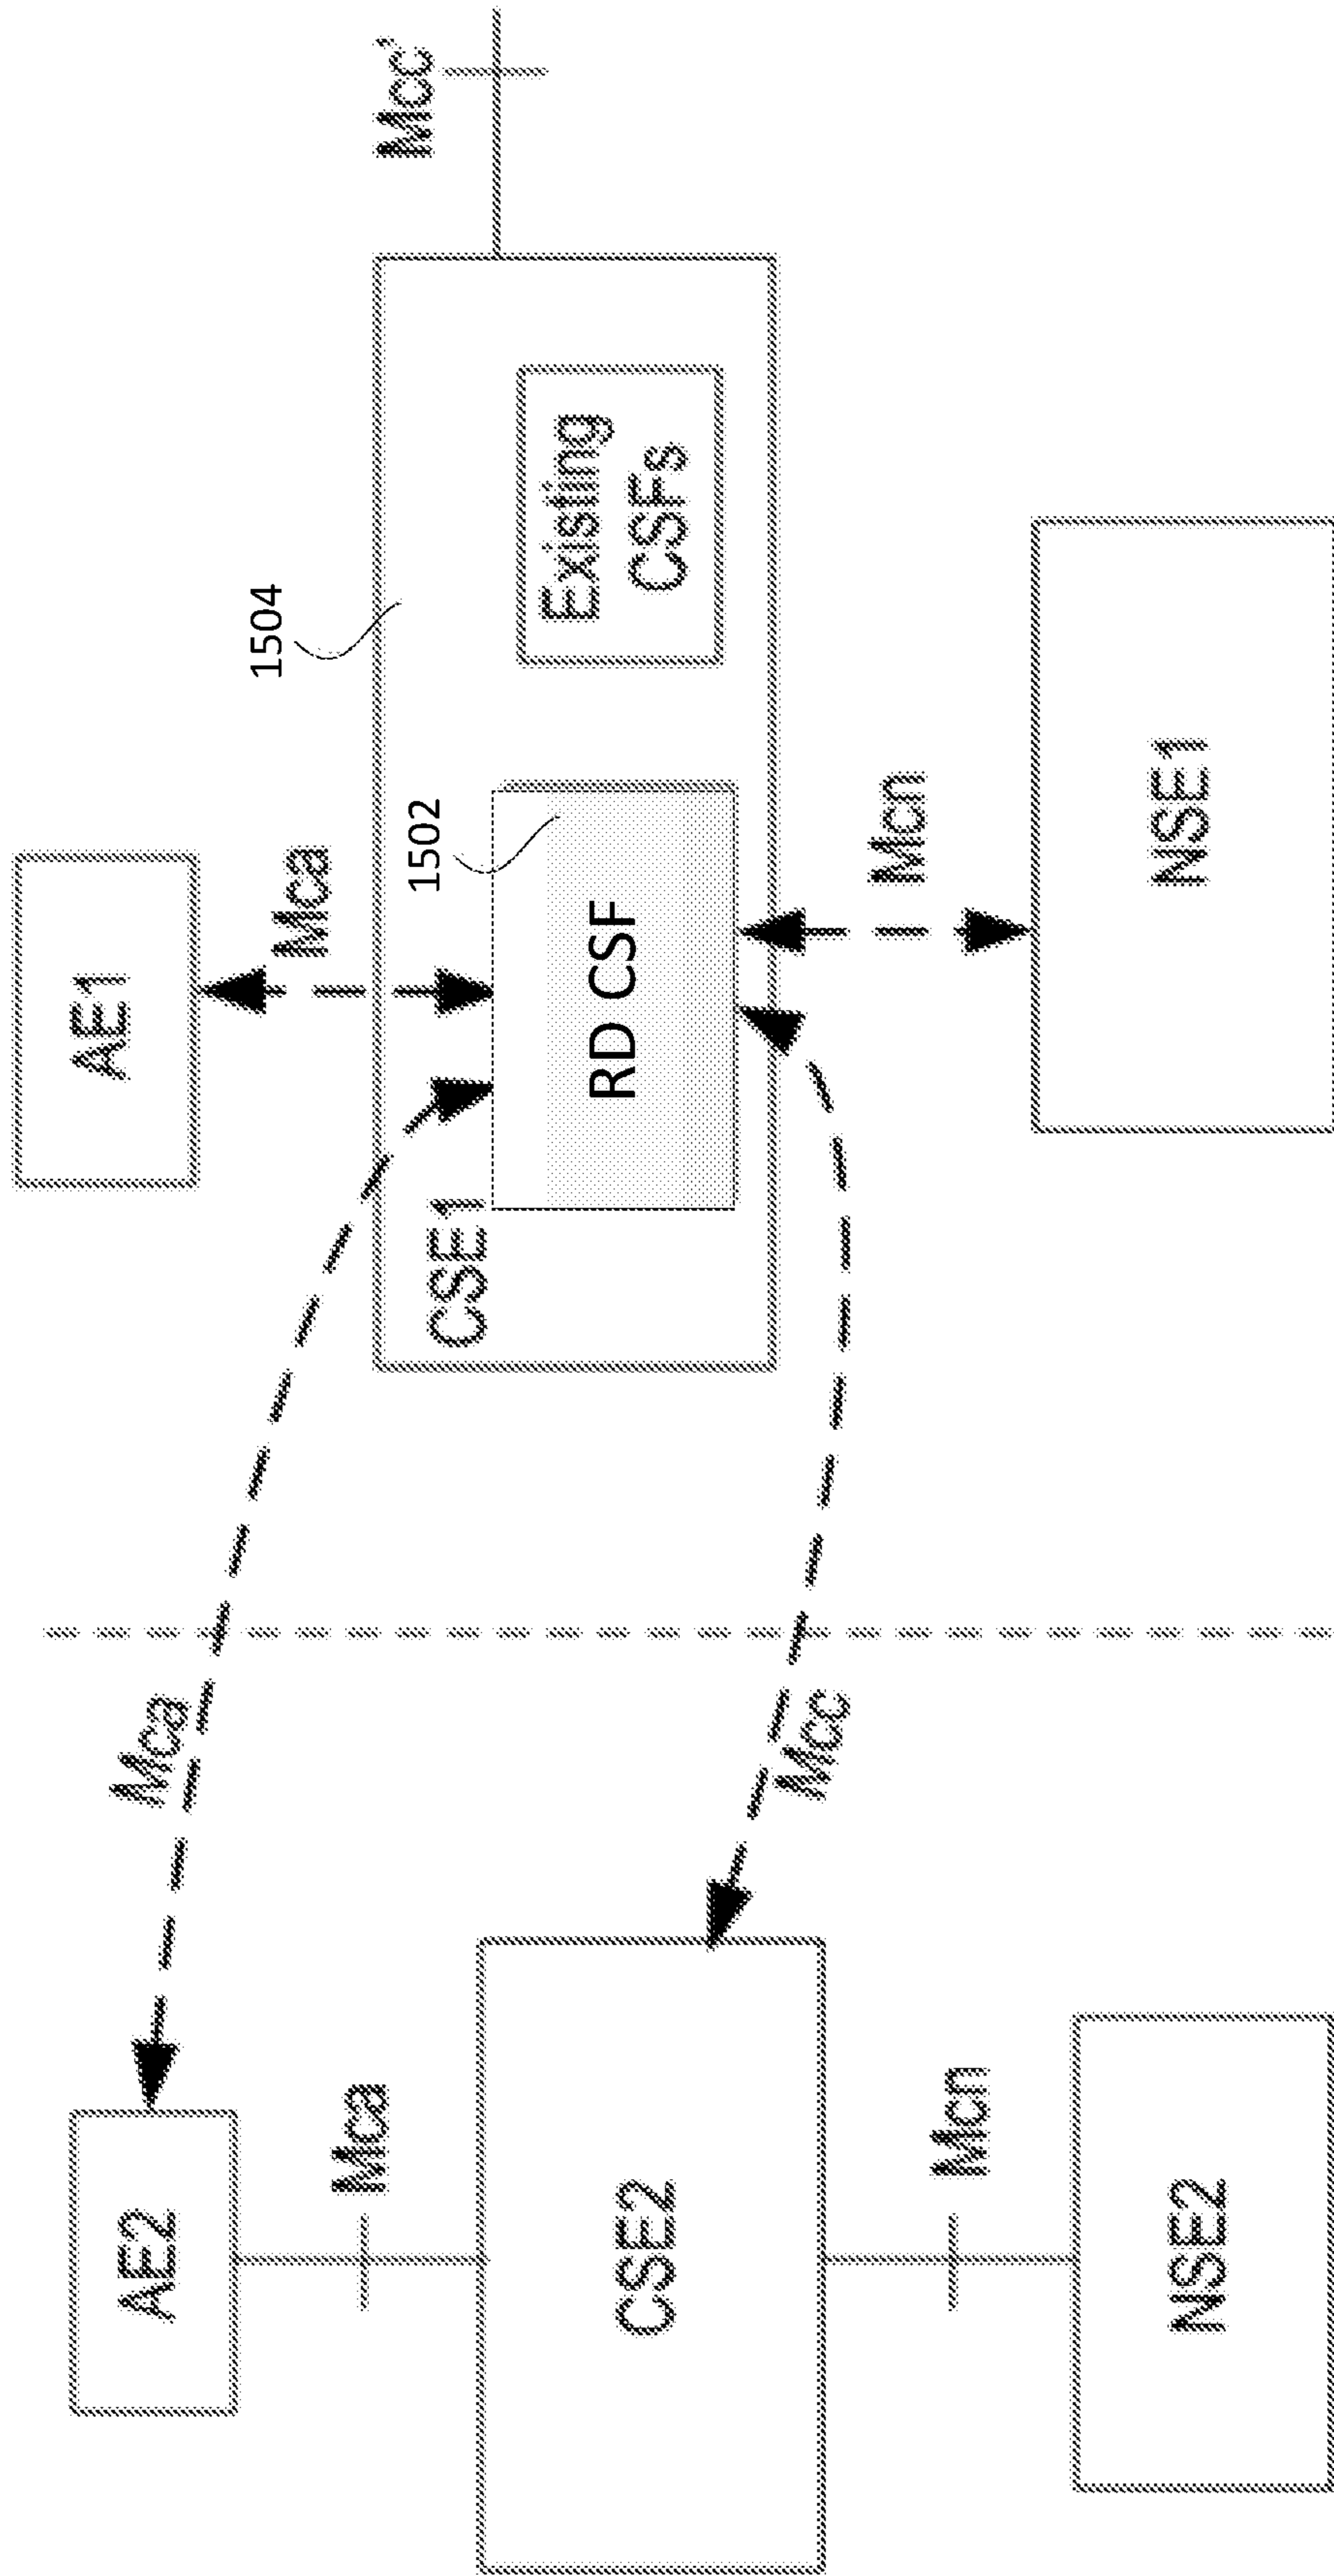 AE2
Mca
AE1
1504
Mca
Mca
Mcc'
CSE1
1502
CSE2
RD CSF
Existing
CSFs
Mcc
Mcn
Mcn
NSE2
NSE1